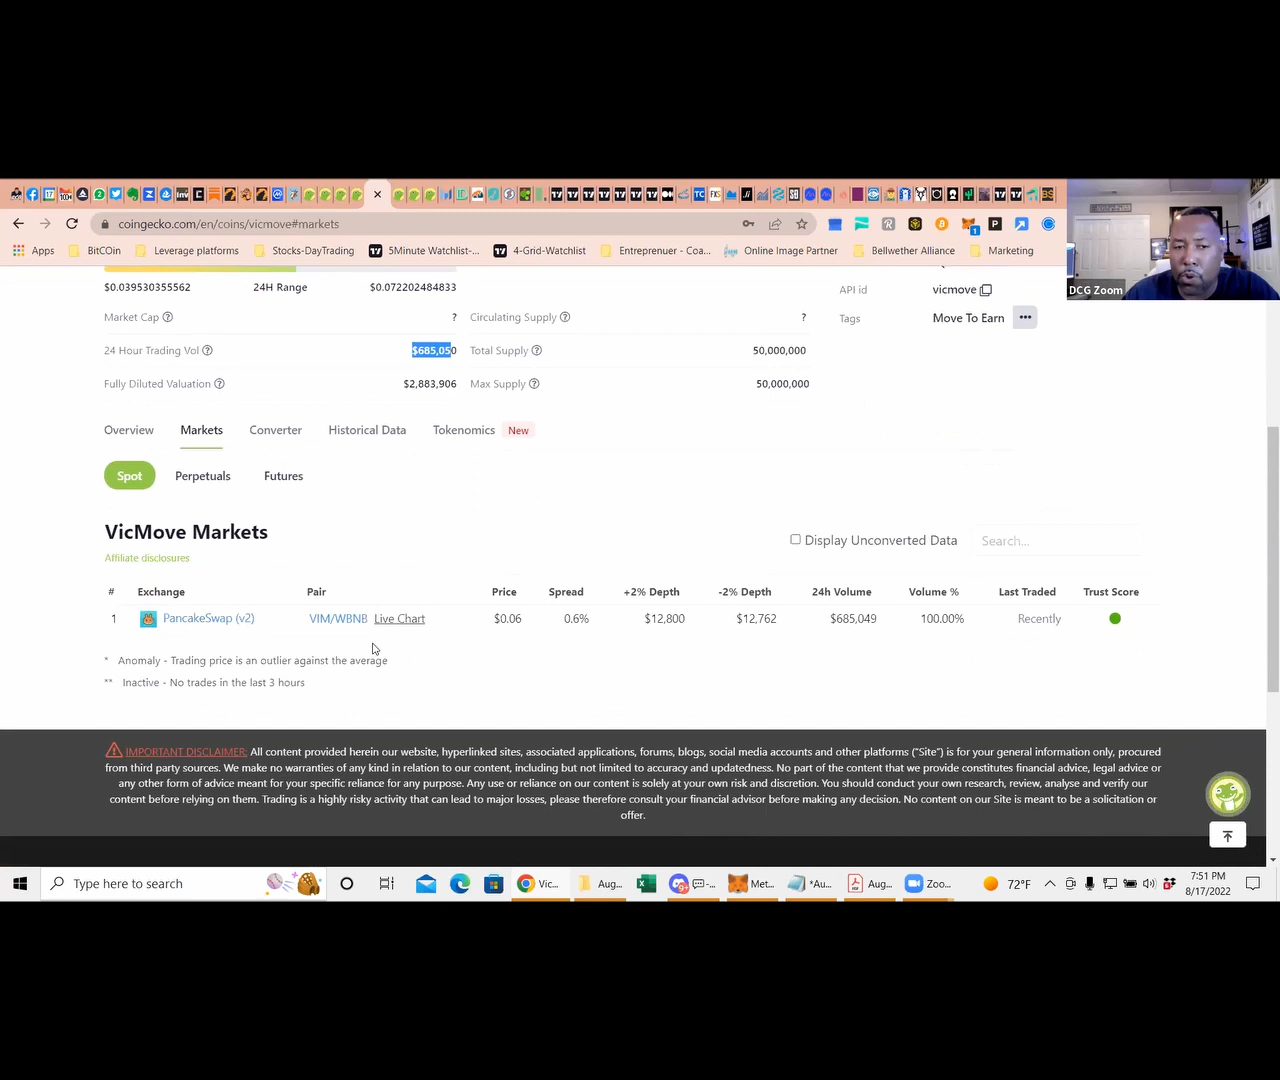 coingecko.com/en/coins/vicmove#markets
Apps BitCOin Leverage platforms Stocks-DayTrading 5Minute Watchlist-... 4-Grid-Watchlist Entreprenuer - Coa... Online Image Partner Bellwether Alliance Marketing
DCG Zoom
$0.039530355562 24H Range $0.072202484833
API id vicmove
Market Cap ? Circulating Supply ?
Tags Move To Earn
24 Hour Trading Vol $685,050 Total Supply 50,000,000
Fully Diluted Valuation $2,883,906 Max Supply 50,000,000
Overview Markets Converter Historical Data Tokenomics New
Spot Perpetuals Futures
VicMove Markets
Display Unconverted Data Search...
Affiliate disclosures
# Exchange Pair Price Spread +2% Depth -2% Depth 24h Volume Volume % Last Traded Trust Score
1 PancakeSwap (v2) VIM/WBNB Live Chart $0.06 0.6% $12,800 $12,762 $685,049 100.00% Recently
* Anomaly - Trading price is an outlier against the average
** Inactive - No trades in the last 3 hours
IMPORTANT DISCLAIMER: All content provided herein our website, hyperlinked sites, associated applications, forums, blogs, social media accounts and other platforms ("Site") is for your general information only, procured
from third party sources. We make no warranties of any kind in relation to our content, including but not limited to accuracy and updatedness. No part of the content that we provide constitutes financial advice, legal advice or
any other form of advice meant for your specific reliance for any purpose. Any use or reliance on our content is solely at your own risk and discretion. You should conduct your own research, review, analyse and verify our
content before relying on them. Trading is a highly risky activity that can lead to major losses, please therefore consult your financial advisor before making any decision. No content on our Site is meant to be a solicitation or
offer.
Type here to search Vic... Aug... Met... *Au... Aug... Zoo... 72°F 7:51 PM
8/17/2022